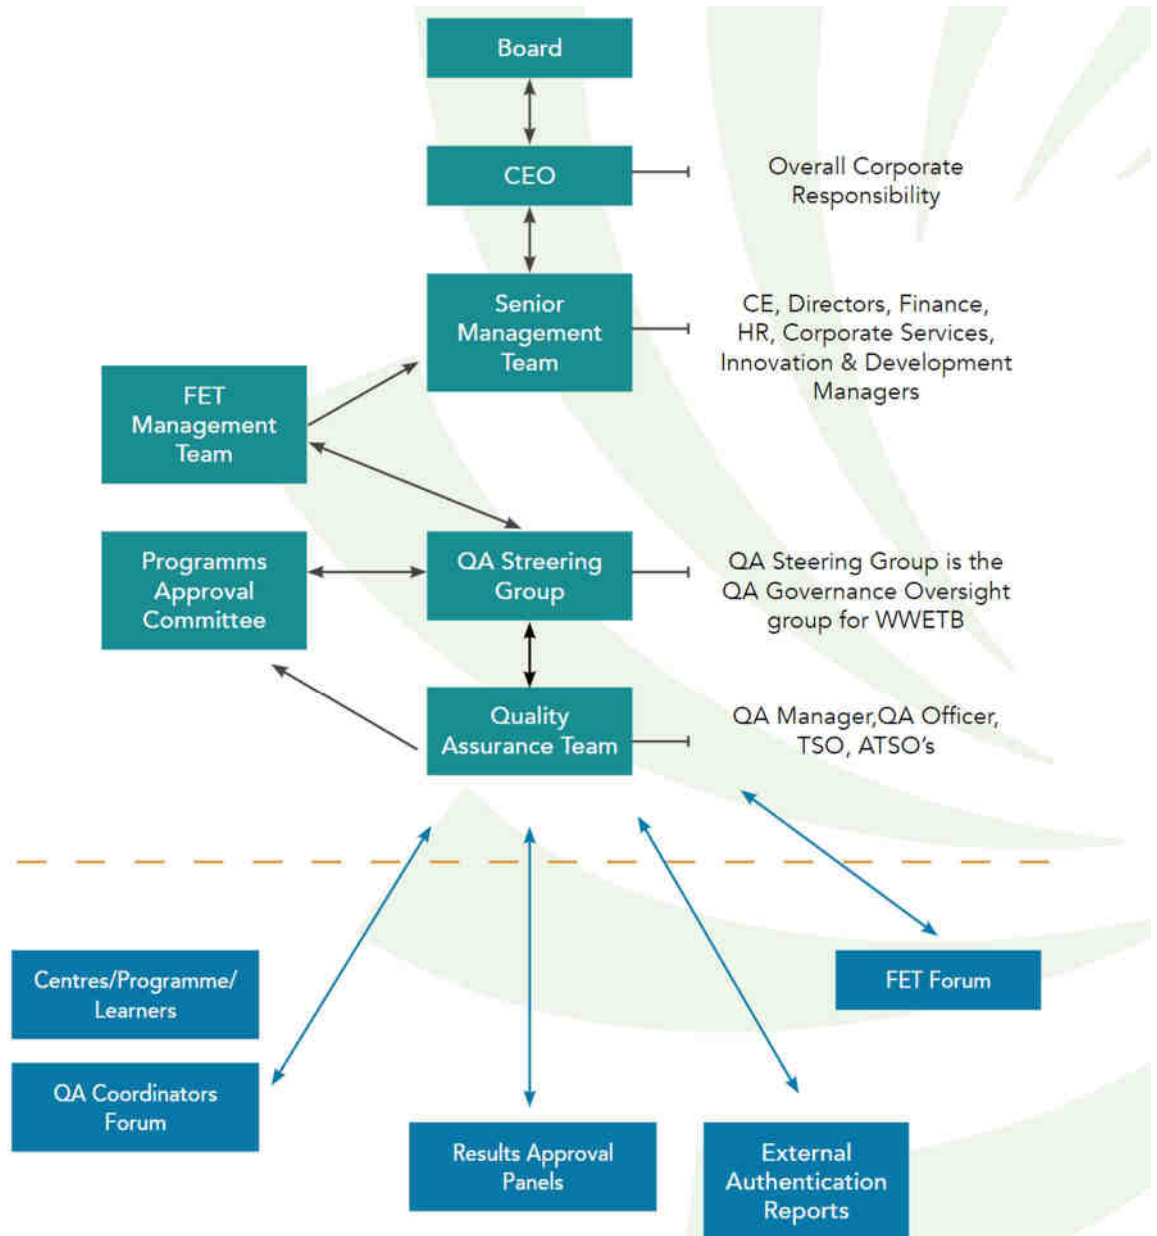 Board
CEO
Overall Corporate
Responsibility
Senior
Management
Team
CE, Directors, Finance,
HR, Corporate Services,
Innovation & Development
Managers
FET
Management
Team
Programms
Approval
Committee
QA Streering
Group
QA Steering Group is the
QA Governance Oversight
group for WWETB
Quality
Assurance Team
QA Manager,QA Officer,
TSO, ATSO's
Centres/Programme/
Learners
FET Forum
QA Coordinators
Forum
Results Approval
Panels
External
Authentication
Reports